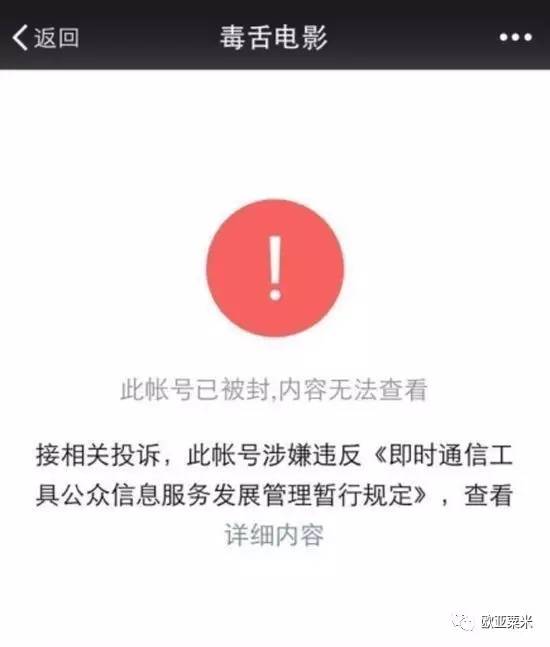 返回
毒舌电影
此帐号已被封,内容无法查看
接相关投诉，此帐号涉嫌违反《即时通信工
具公众信息服务发展管理暂行规定》，查看
详细内容
欧亚粟米